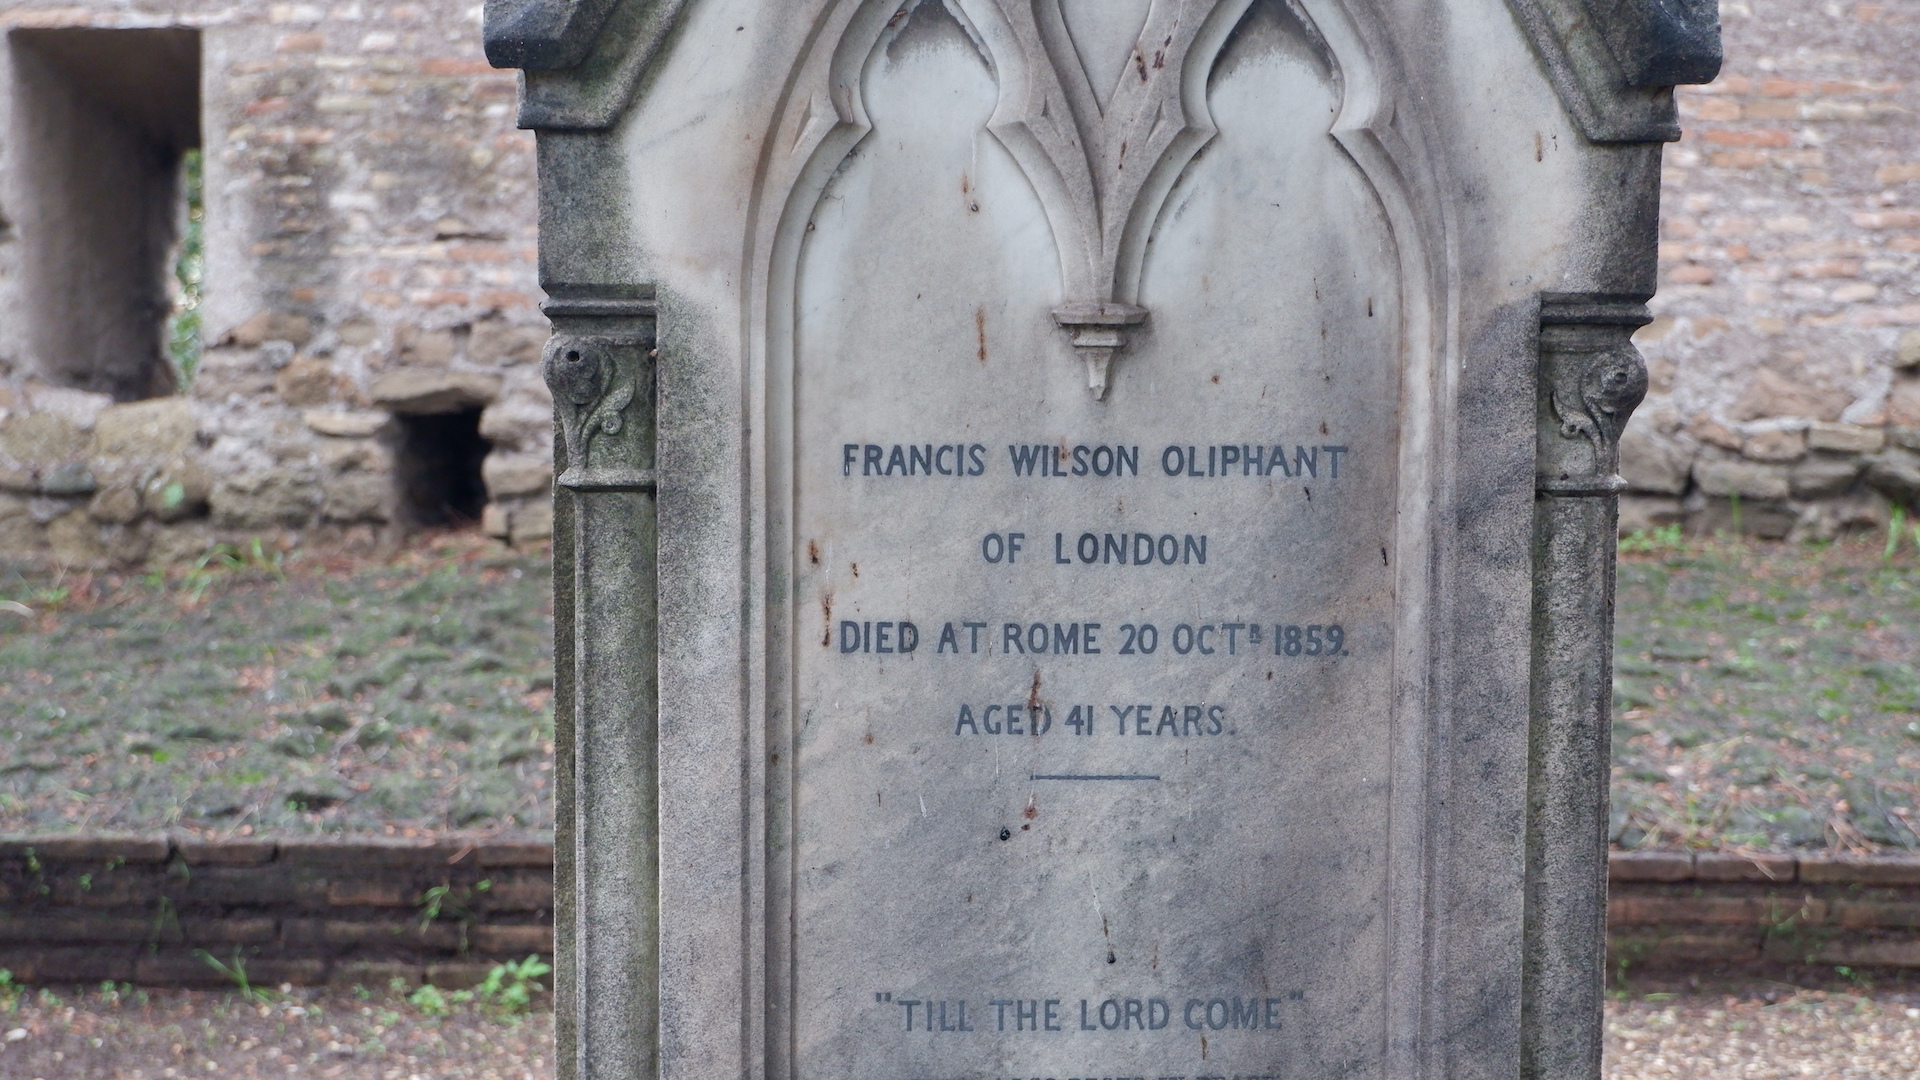 FRANCIS WILSON OLIPHANT
OF LONDON
DIED AT ROME 20 OCTR 1859.
AGED 41 YEARS.
"TILL THE LORD COME"